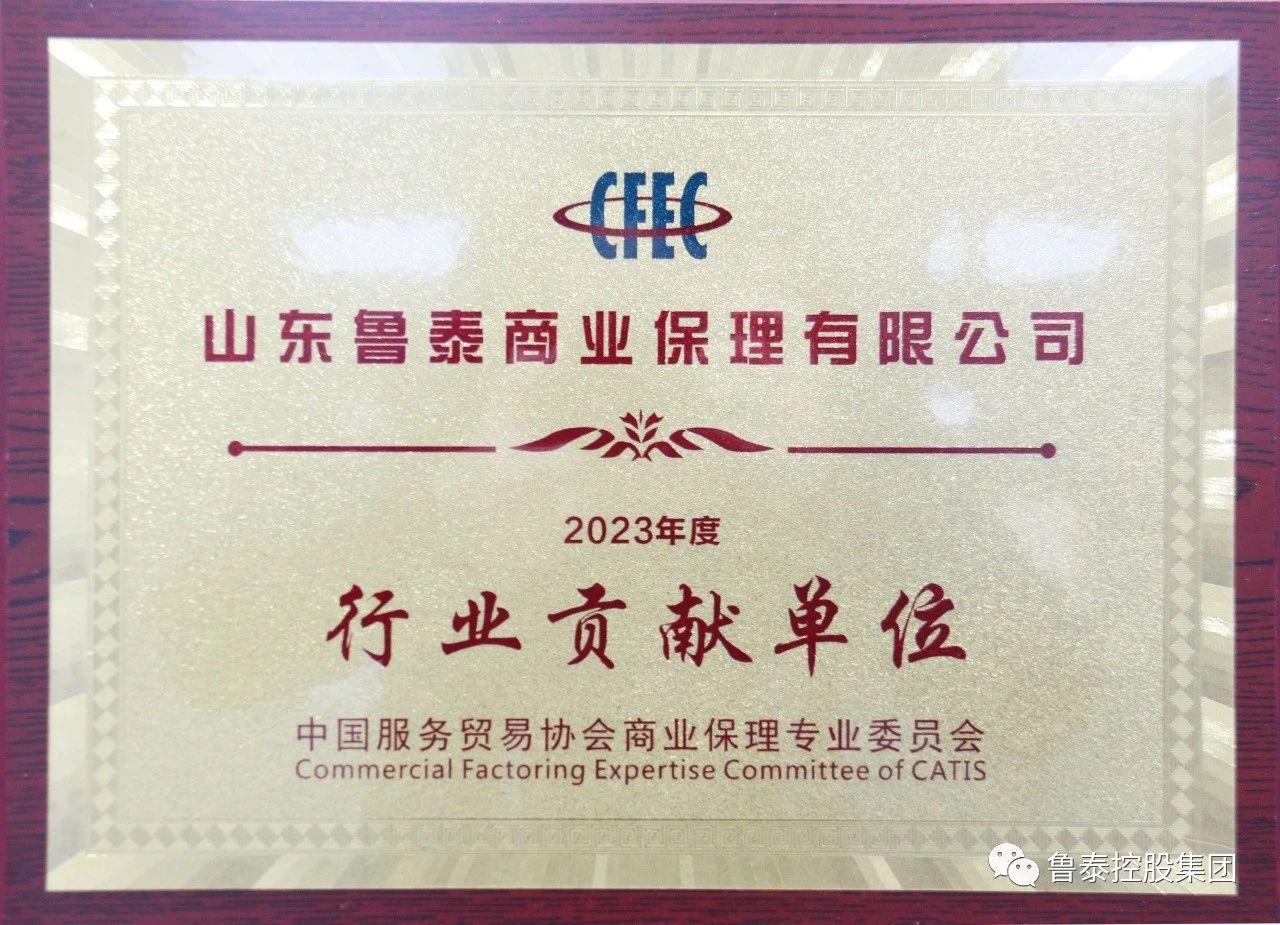 CFEC
山东鲁泰商业保理有限公司
2023年度
行业贡献单位
中国服务贸易协会商业保理专业委员会
Commercial Factoring Expertise Committee of CATIS
鲁泰控股集团